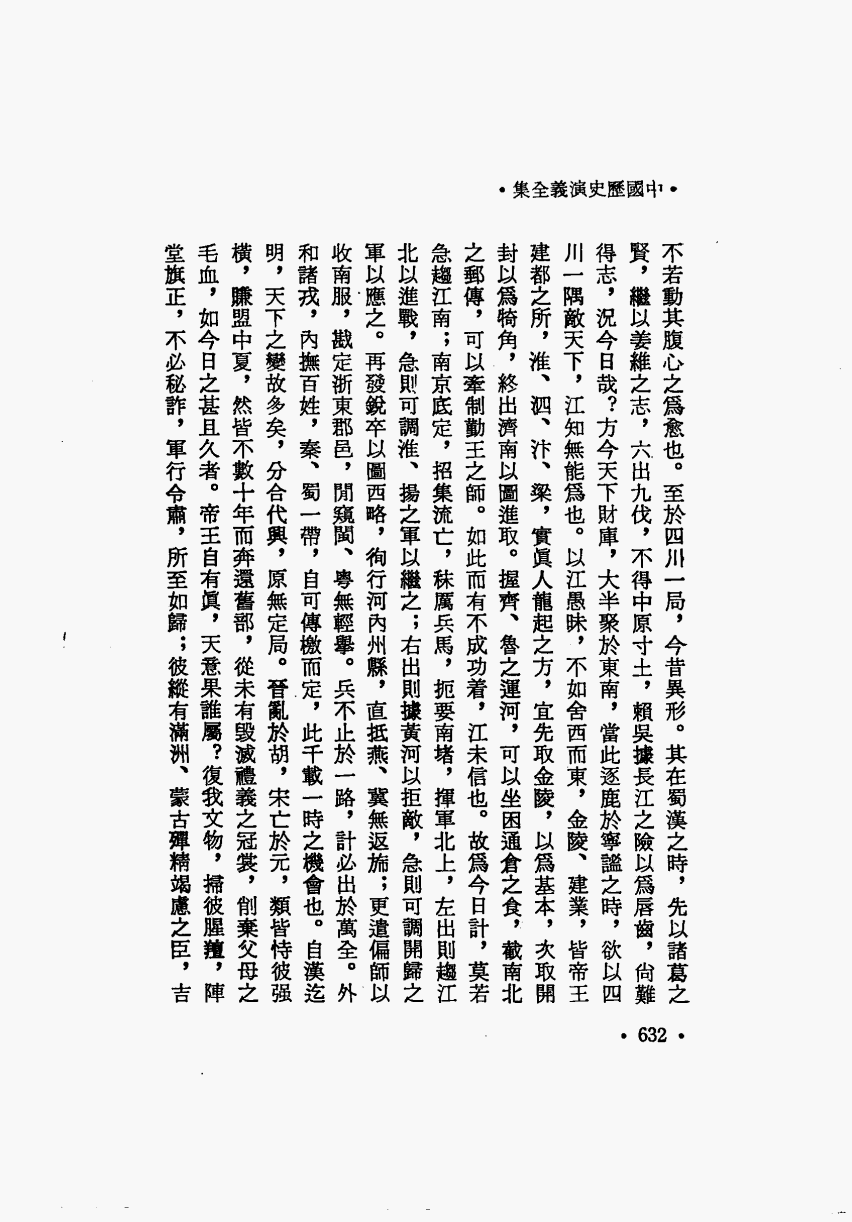 •中國歷史演義全集•
不若動其腹心之爲愈也。至於四川一局，今昔異形。其在蜀漢之時，先以諸葛之
賢，繼以姜維之志，六出九伐，不得中原寸土，賴吳據長江之險以爲唇齒，尙難
得志，況今日哉？方今天下財庫，大半聚於東南，當此逐鹿於寧謐之時，欲以四
川一隅敵天下，江知無能爲也。以江愚昧，不如舍西而東，金陵、建業，皆帝王
建都之所，淮、泗、汴、梁，實眞人龍起之方，宜先取金陵，以爲基本，次取開
封以爲犄角，終出濟南以圖進取。握齊、魯之運河，可以坐困通倉之食，截南北
之郵傳，可以牽制勤王之師。如此而有不成功着，江未信也。故爲今日計，莫若
急趨江南；南京底定，招集流亡，秣厲兵馬，扼要南堵，揮軍北上，左出則趨江
北以進戰，急則可調淮、揚之軍以繼之；右出則據黃河以拒敵，急則可調開歸之
軍以應之。再發銳卒以圖西略，徇行河內州縣，直抵燕、冀無返斾；更遣偏師以
收南服，戡定浙東郡邑，閒窺閩、粵無輕舉。兵不止於一路，計必出於萬全。外
和諸戎，內撫百姓，秦、蜀一帶，自可傳檄而定，此千載一時之機會也。自漢迄
明，天下之變故多矣，分合代興，原無定局。晉亂於胡，宋亡於元，類皆恃彼强
橫，賺盟中夏，然皆不數十年而奔還舊部，從未有毀滅禮義之冠裳，削棄父母之
毛血，如今日之甚且久者。帝王自有眞，天意果誰屬？復我文物，掃彼腥羶，陣
堂旗正，不必秘詐，軍行令肅，所至如歸；彼縱有滿洲、蒙古殫精竭慮之臣，吉
• 632 •